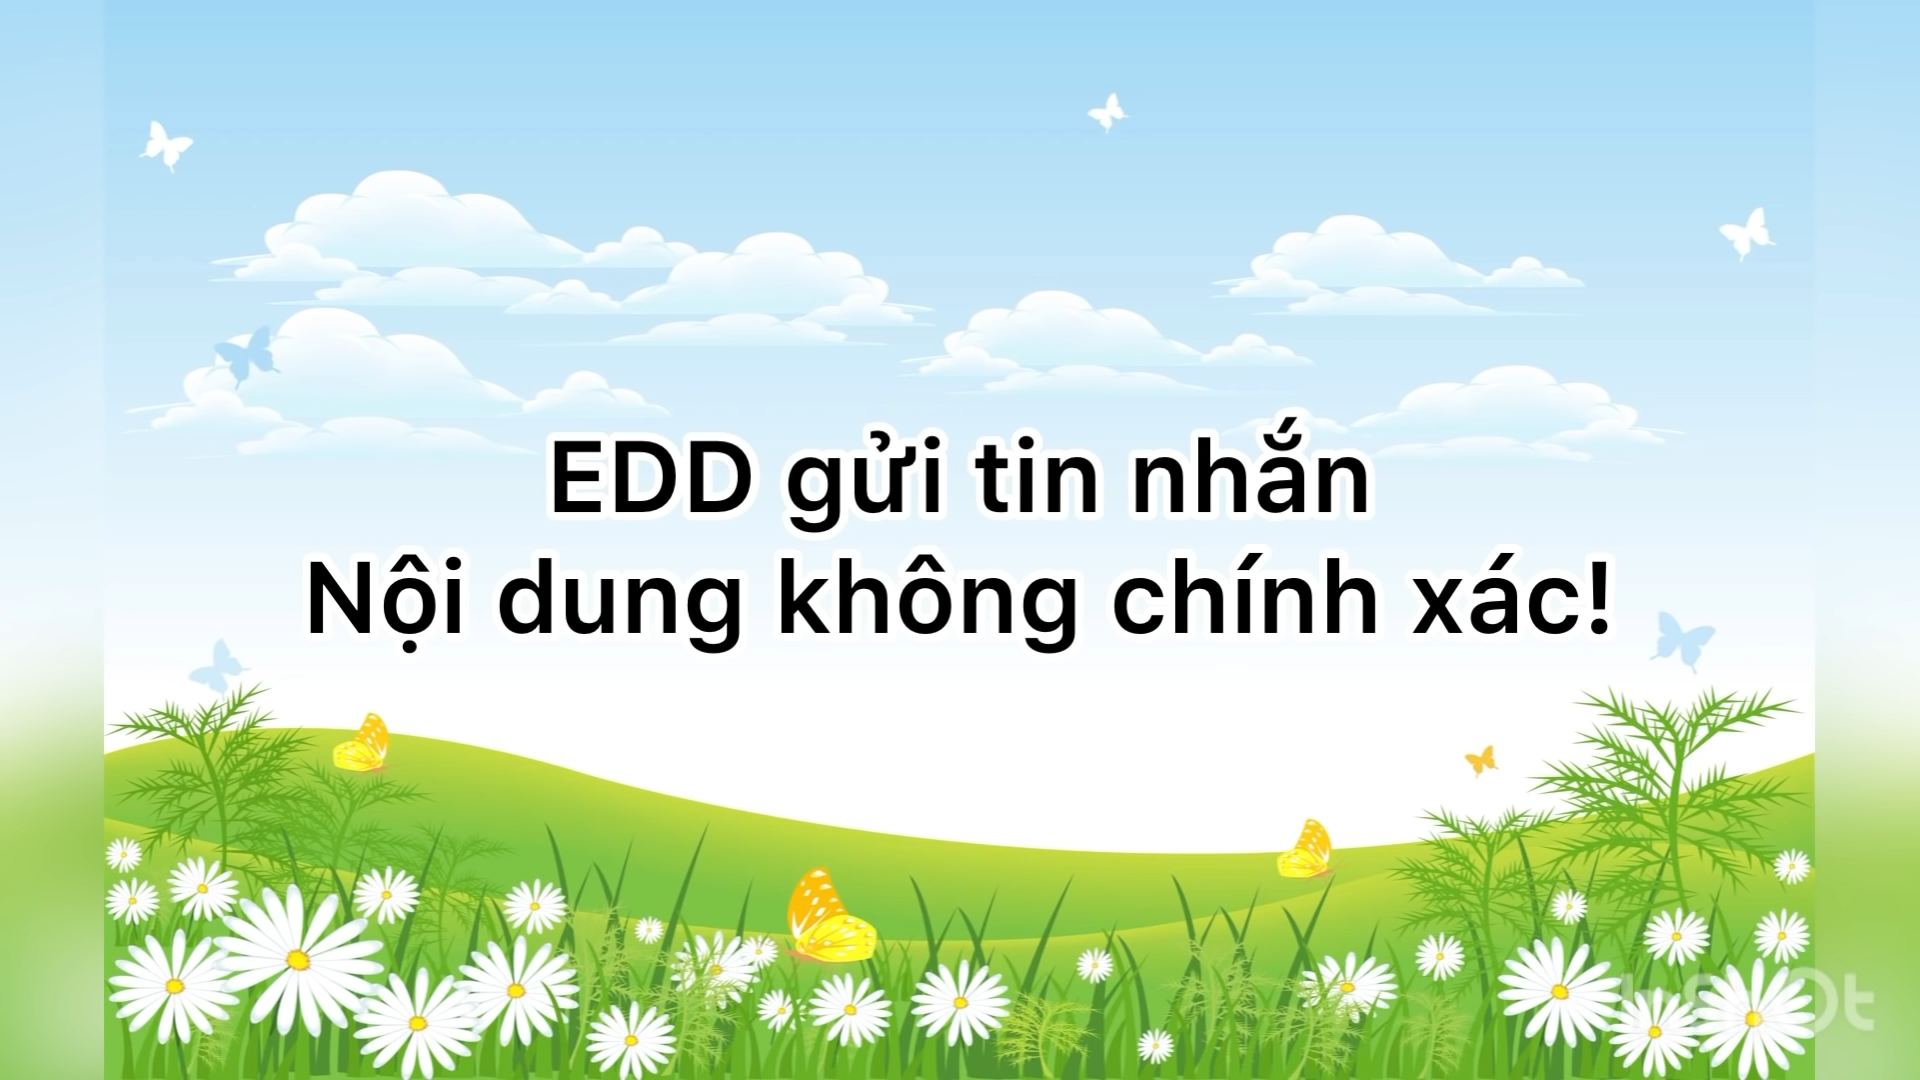 EDD gửi tin nhắn
Nội dung không chính xác!